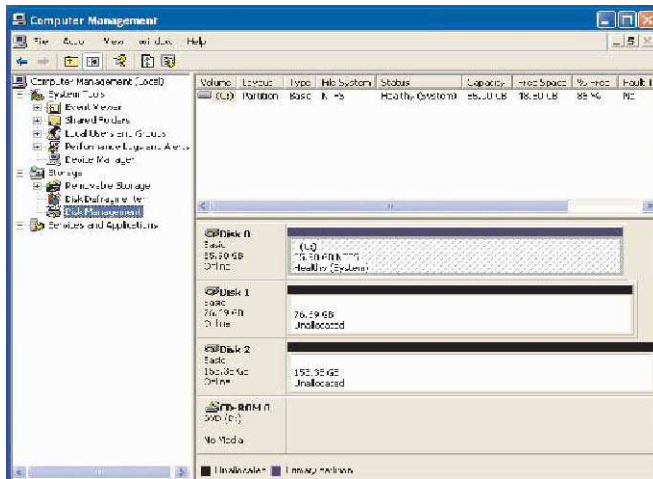 Computer Management
View Help
Computer Management (Local)
System Tools
Event Viewer
Shared Folders
Local Users and Groups
Performance Logs and Alerts
Device Manager
Storage
Removable Storage
Disk Defragmenter
Disk Management
Services and Applications
Volume Layout Type File System Status Capacity Free Space % Free Fault
(C:) Partition Basic NTFS Healthy (System) No
Disk 0
Basic
Online
(C:)
Healthy (System)
Disk 1
Basic
76.69 GB
Online
76.69 GB
Unallocated
Disk 2
Basic
Online
Unallocated
CD-ROM 0
No Media
Unallocated Primary partition